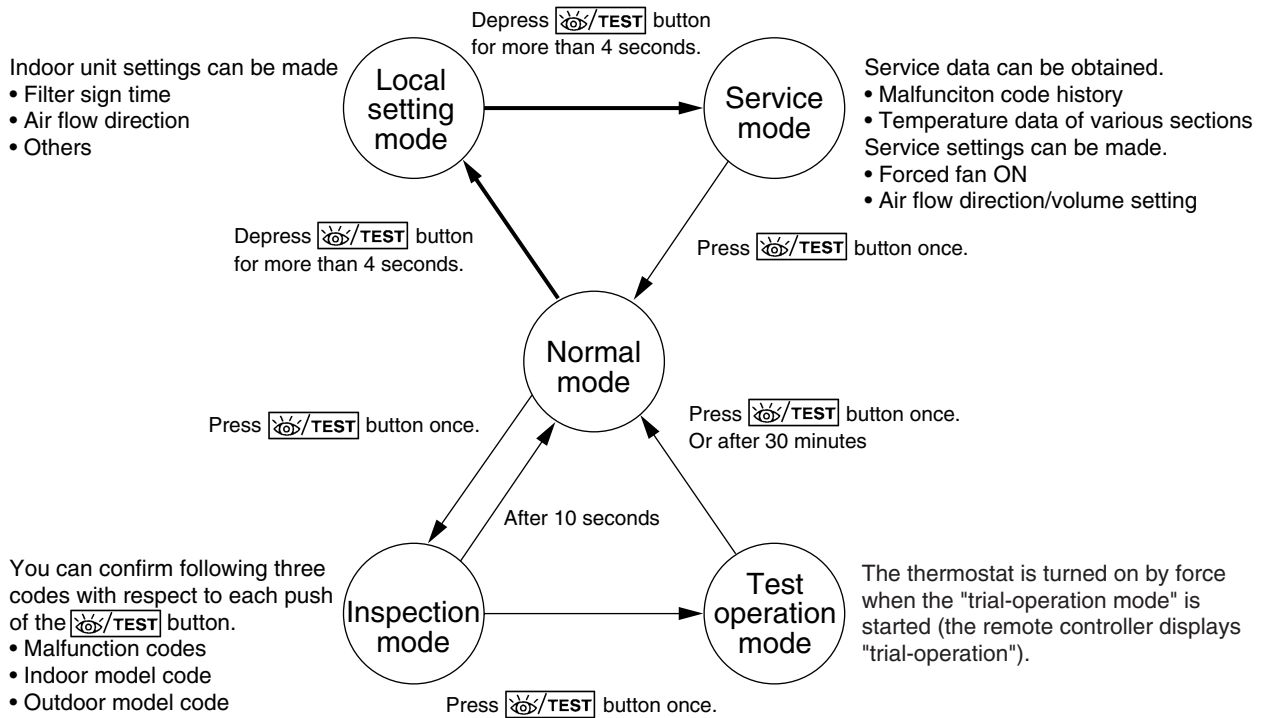 Depress /TEST button
for more than 4 seconds.
Indoor unit settings can be made
• Filter sign time
• Air flow direction
• Others
Local
setting
mode
Service
mode
Service data can be obtained.
• Malfunciton code history
• Temperature data of various sections
Service settings can be made.
• Forced fan ON
• Air flow direction/volume setting
Depress /TEST button
for more than 4 seconds.
Press /TEST button once.
Normal
mode
Press /TEST button once.
Press /TEST button once.
Or after 30 minutes
After 10 seconds
You can confirm following three
codes with respect to each push
of the /TEST button.
• Malfunction codes
• Indoor model code
• Outdoor model code
Inspection
mode
Test
operation
mode
The thermostat is turned on by force
when the "trial-operation mode" is
started (the remote controller displays
"trial-operation").
Press /TEST button once.